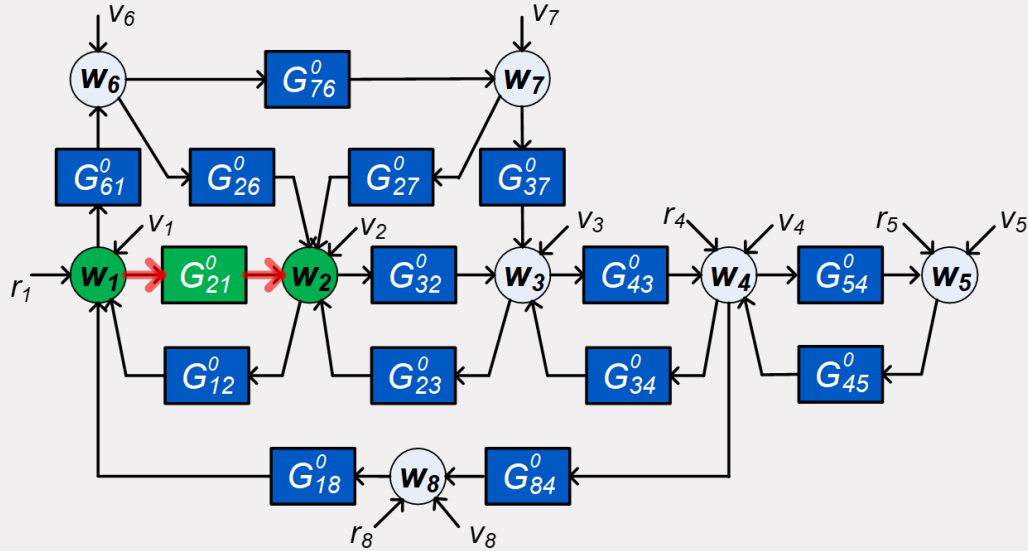 v6 v7
w6 G⁰76 w7
G⁰61 G⁰26 G⁰27 G⁰37
v1 v2 v3 r4 v4 r5 v5
r1 w1 G⁰21 w2 G⁰32 w3 G⁰43 w4 G⁰54 w5
G⁰12 G⁰23 G⁰34 G⁰45
G⁰18 w8 G⁰84
r8 v8